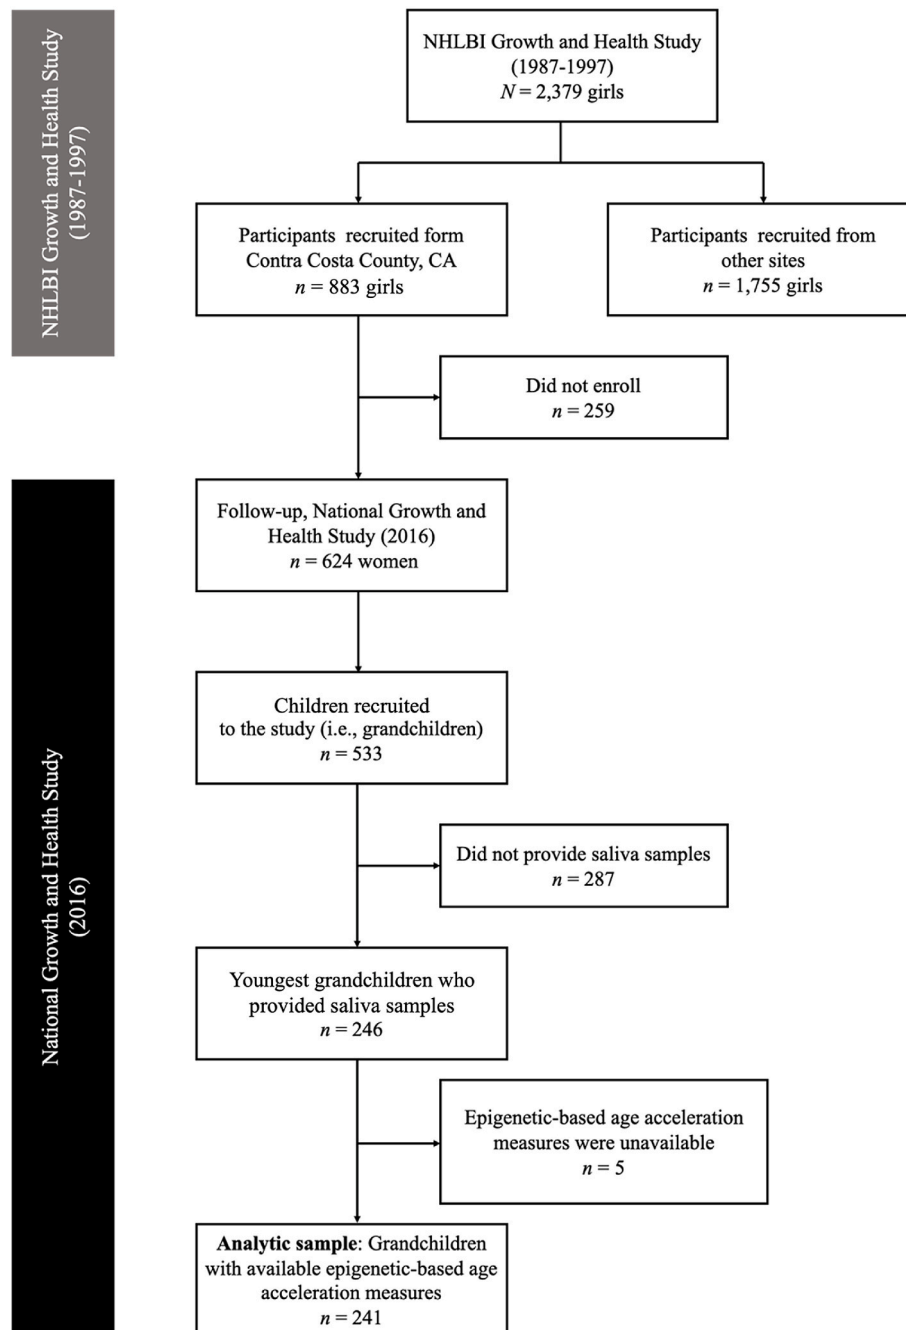 NHLBI Growth and Health Study
(1987-1997)
NHLBI Growth and Health Study
(1987-1997)
N = 2,379 girls
Participants recruited form
Contra Costa County, CA
n = 883 girls
Participants recruited from
other sites
n = 1,755 girls
Did not enroll
n = 259
National Growth and Health Study
(2016)
Follow-up, National Growth and
Health Study (2016)
n = 624 women
Children recruited
to the study (i.e., grandchildren)
n = 533
Did not provide saliva samples
n = 287
Youngest grandchildren who
provided saliva samples
n = 246
Epigenetic-based age acceleration
measures were unavailable
n = 5
Analytic sample: Grandchildren
with available epigenetic-based age
acceleration measures
n = 241